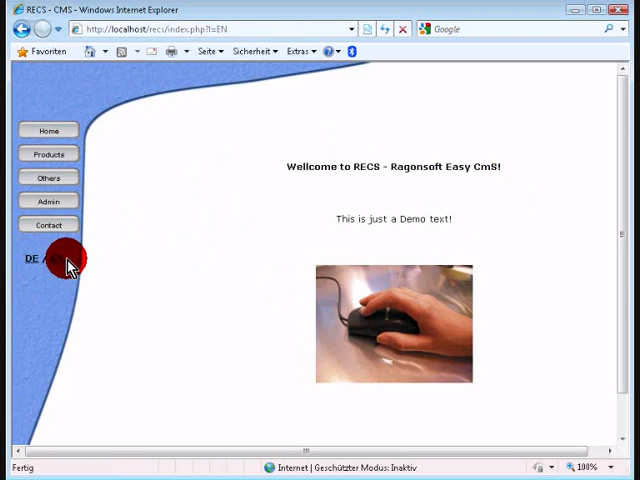 RECS - CMS - Windows Internet Explorer
http://localhost/recs/index.php?l=EN
Google
Favoriten
Seite
Sicherheit
Extras
Home
Products
Others
Admin
Contact
DE /
Wellcome to RECS - Ragonsoft Easy CmS!
This is just a Demo text!
Fertig
Internet | Geschützter Modus: Inaktiv
100%